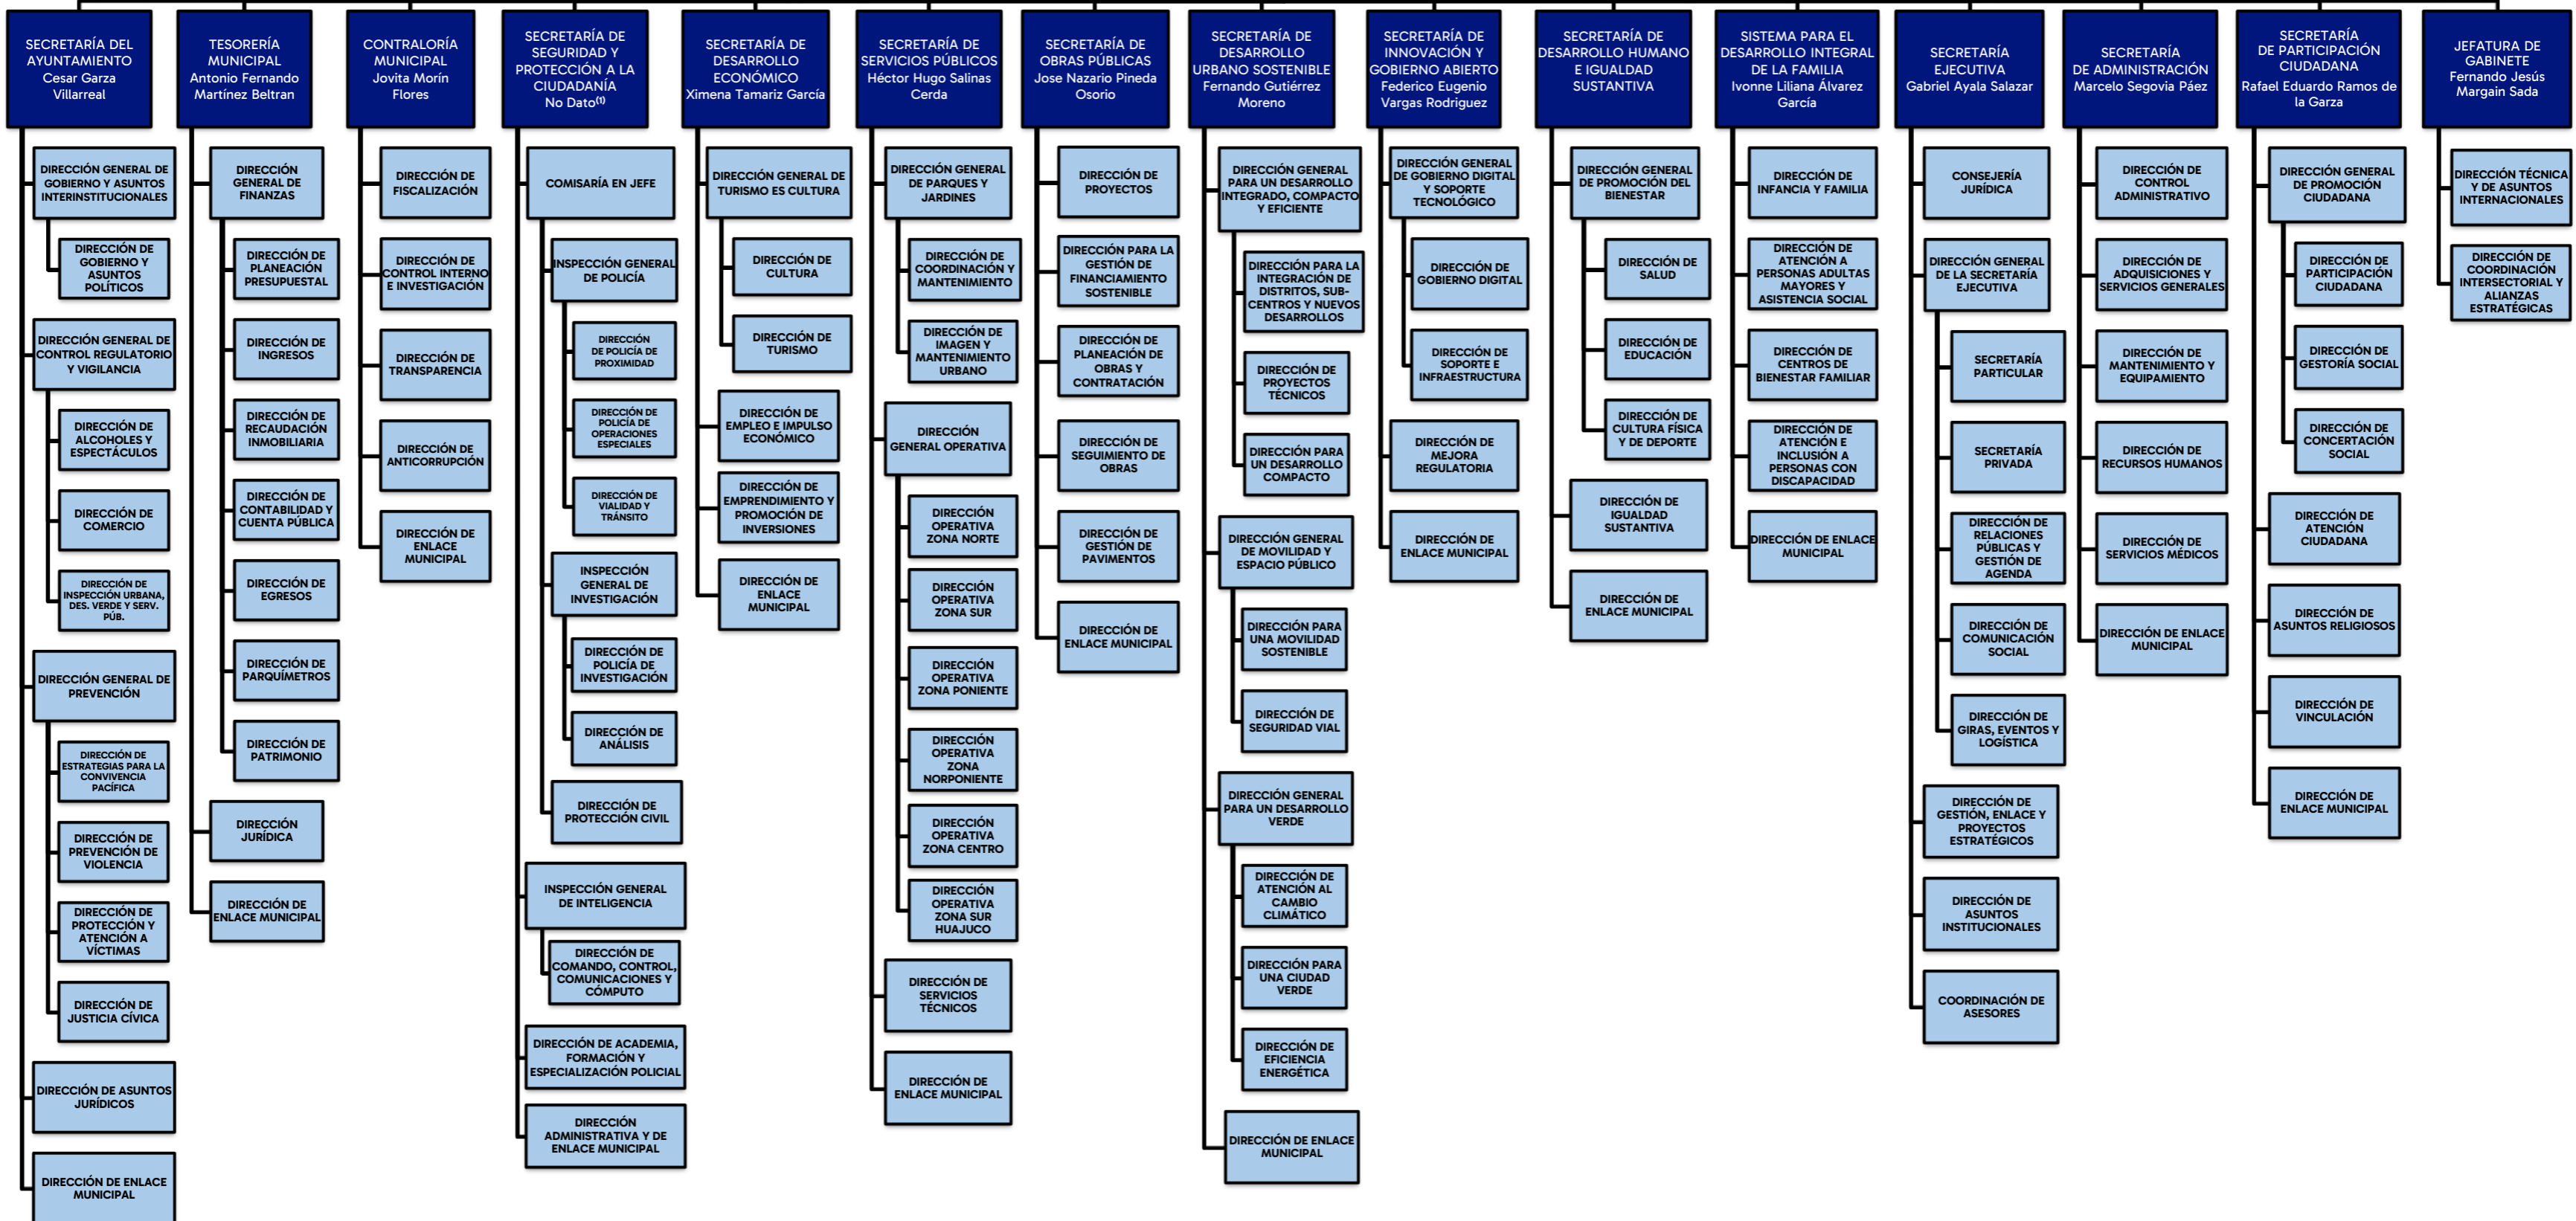 SECRETARÍA DEL
AYUNTAMIENTO
Cesar Garza
Villarreal
DIRECCIÓN GENERAL DE
GOBIERNO Y ASUNTOS
INTERINSTITUCIONALES
DIRECCIÓN DE
GOBIERNO Y
ASUNTOS
POLÍTICOS
DIRECCIÓN GENERAL DE
CONTROL REGULATORIO
Y VIGILANCIA
DIRECCIÓN DE
ALCOHOLES Y
ESPECTÁCULOS
DIRECCIÓN DE
COMERCIO
DIRECCIÓN DE
INSPECCIÓN URBANA,
DES. VERDE Y SERV.
PÚB.
DIRECCIÓN GENERAL DE
PREVENCIÓN
DIRECCIÓN DE
ESTRATEGIAS PARA LA
CONVIVENCIA
PACÍFICA
DIRECCIÓN DE
PREVENCIÓN DE
VIOLENCIA
DIRECCIÓN DE
PROTECCIÓN Y
ATENCIÓN A
VÍCTIMAS
DIRECCIÓN DE
JUSTICIA CÍVICA
DIRECCIÓN DE ASUNTOS
JURÍDICOS
DIRECCIÓN DE ENLACE
MUNICIPAL
TESORERÍA
MUNICIPAL
Antonio Fernando
Martínez Beltran
DIRECCIÓN
GENERAL DE
FINANZAS
DIRECCIÓN DE
PLANEACIÓN
PRESUPUESTAL
DIRECCIÓN DE
INGRESOS
DIRECCIÓN DE
RECAUDACIÓN
INMOBILIARIA
DIRECCIÓN DE
CONTABILIDAD Y
CUENTA PÚBLICA
DIRECCIÓN DE
EGRESOS
DIRECCIÓN DE
PARQUÍMETROS
DIRECCIÓN DE
PATRIMONIO
DIRECCIÓN
JURÍDICA
DIRECCIÓN DE
ENLACE MUNICIPAL
CONTRALORÍA
MUNICIPAL
Jovita Morín
Flores
DIRECCIÓN DE
FISCALIZACIÓN
DIRECCIÓN DE
CONTROL INTERNO
E INVESTIGACIÓN
DIRECCIÓN DE
TRANSPARENCIA
DIRECCIÓN DE
ANTICORRUPCIÓN
DIRECCIÓN DE
ENLACE
MUNICIPAL
SECRETARÍA DE
SEGURIDAD Y
PROTECCIÓN A LA
CIUDADANÍA
No Dato(1)
COMISARÍA EN JEFE
INSPECCIÓN GENERAL
DE POLICÍA
DIRECCIÓN
DE POLICÍA DE
PROXIMIDAD
DIRECCIÓN DE
POLICÍA DE
OPERACIONES
ESPECIALES
DIRECCIÓN DE
VIALIDAD Y
TRÁNSITO
INSPECCIÓN
GENERAL DE
INVESTIGACIÓN
DIRECCIÓN DE
POLICÍA DE
INVESTIGACIÓN
DIRECCIÓN DE
ANÁLISIS
DIRECCIÓN DE
PROTECCIÓN CIVIL
INSPECCIÓN GENERAL
DE INTELIGENCIA
DIRECCIÓN DE
COMANDO, CONTROL,
COMUNICACIONES Y
CÓMPUTO
DIRECCIÓN DE ACADEMIA,
FORMACIÓN Y
ESPECIALIZACIÓN POLICIAL
DIRECCIÓN
ADMINISTRATIVA Y DE
ENLACE MUNICIPAL
SECRETARÍA DE
DESARROLLO
ECONÓMICO
Ximena Tamariz García
DIRECCIÓN GENERAL DE
TURISMO ES CULTURA
DIRECCIÓN DE
CULTURA
DIRECCIÓN DE
TURISMO
DIRECCIÓN DE
EMPLEO E IMPULSO
ECONÓMICO
DIRECCIÓN DE
EMPRENDIMIENTO Y
PROMOCIÓN DE
INVERSIONES
DIRECCIÓN DE
ENLACE
MUNICIPAL
SECRETARÍA DE
SERVICIOS PÚBLICOS
Héctor Hugo Salinas
Cerda
DIRECCIÓN GENERAL
DE PARQUES Y
JARDINES
DIRECCIÓN DE
COORDINACIÓN Y
MANTENIMIENTO
DIRECCIÓN DE
IMAGEN Y
MANTENIMIENTO
URBANO
DIRECCIÓN
GENERAL OPERATIVA
DIRECCIÓN
OPERATIVA
ZONA NORTE
DIRECCIÓN
OPERATIVA
ZONA SUR
DIRECCIÓN
OPERATIVA
ZONA PONIENTE
DIRECCIÓN
OPERATIVA
ZONA
NORPONIENTE
DIRECCIÓN
OPERATIVA
ZONA CENTRO
DIRECCIÓN
OPERATIVA
ZONA SUR
HUAJUCO
DIRECCIÓN DE
SERVICIOS
TÉCNICOS
DIRECCIÓN DE
ENLACE MUNICIPAL
SECRETARÍA DE
OBRAS PÚBLICAS
Jose Nazario Pineda
Osorio
DIRECCIÓN DE
PROYECTOS
DIRECCIÓN PARA LA
GESTIÓN DE
FINANCIAMIENTO
SOSTENIBLE
DIRECCIÓN DE
PLANEACIÓN DE
OBRAS Y
CONTRATACIÓN
DIRECCIÓN DE
SEGUIMIENTO DE
OBRAS
DIRECCIÓN DE
GESTIÓN DE
PAVIMENTOS
DIRECCIÓN DE
ENLACE MUNICIPAL
SECRETARÍA DE
DESARROLLO
URBANO SOSTENIBLE
Fernando Gutiérrez
Moreno
DIRECCIÓN GENERAL
PARA UN DESARROLLO
INTEGRADO, COMPACTO
Y EFICIENTE
DIRECCIÓN PARA LA
INTEGRACIÓN DE
DISTRITOS, SUB-
CENTROS Y NUEVOS
DESARROLLOS
DIRECCIÓN DE
PROYECTOS
TÉCNICOS
DIRECCIÓN PARA
UN DESARROLLO
COMPACTO
DIRECCIÓN GENERAL
DE MOVILIDAD Y
ESPACIO PÚBLICO
DIRECCIÓN PARA
UNA MOVILIDAD
SOSTENIBLE
DIRECCIÓN DE
SEGURIDAD VIAL
DIRECCIÓN GENERAL
PARA UN DESARROLLO
VERDE
DIRECCIÓN DE
ATENCIÓN AL
CAMBIO
CLIMÁTICO
DIRECCIÓN PARA
UNA CIUDAD
VERDE
DIRECCIÓN DE
EFICIENCIA
ENERGÉTICA
DIRECCIÓN DE ENLACE
MUNICIPAL
SECRETARÍA DE
INNOVACIÓN Y
GOBIERNO ABIERTO
Federico Eugenio
Vargas Rodriguez
DIRECCIÓN GENERAL
DE GOBIERNO DIGITAL
Y SOPORTE
TECNOLÓGICO
DIRECCIÓN DE
GOBIERNO DIGITAL
DIRECCIÓN DE
SOPORTE E
INFRAESTRUCTURA
DIRECCIÓN DE
MEJORA
REGULATORIA
DIRECCIÓN DE
ENLACE MUNICIPAL
SECRETARÍA DE
DESARROLLO HUMANO
E IGUALDAD
SUSTANTIVA
DIRECCIÓN GENERAL
DE PROMOCIÓN DEL
BIENESTAR
DIRECCIÓN DE
SALUD
DIRECCIÓN DE
EDUCACIÓN
DIRECCIÓN DE
CULTURA FÍSICA
Y DE DEPORTE
DIRECCIÓN DE
IGUALDAD
SUSTANTIVA
DIRECCIÓN DE
ENLACE MUNICIPAL
SISTEMA PARA EL
DESARROLLO INTEGRAL
DE LA FAMILIA
Ivonne Liliana Álvarez
García
DIRECCIÓN DE
INFANCIA Y FAMILIA
DIRECCIÓN DE
ATENCIÓN A
PERSONAS ADULTAS
MAYORES Y
ASISTENCIA SOCIAL
DIRECCIÓN DE
CENTROS DE
BIENESTAR FAMILIAR
DIRECCIÓN DE
ATENCIÓN E
INCLUSIÓN A
PERSONAS CON
DISCAPACIDAD
DIRECCIÓN DE ENLACE
MUNICIPAL
SECRETARÍA
EJECUTIVA
Gabriel Ayala Salazar
CONSEJERÍA
JURÍDICA
DIRECCIÓN GENERAL
DE LA SECRETARÍA
EJECUTIVA
SECRETARÍA
PARTICULAR
SECRETARÍA
PRIVADA
DIRECCIÓN DE
RELACIONES
PÚBLICAS Y
GESTIÓN DE
AGENDA
DIRECCIÓN DE
COMUNICACIÓN
SOCIAL
DIRECCIÓN DE
GIRAS, EVENTOS Y
LOGÍSTICA
DIRECCIÓN DE
GESTIÓN, ENLACE Y
PROYECTOS
ESTRATÉGICOS
DIRECCIÓN DE
ASUNTOS
INSTITUCIONALES
COORDINACIÓN DE
ASESORES
SECRETARÍA
DE ADMINISTRACIÓN
Marcelo Segovia Páez
DIRECCIÓN DE
CONTROL
ADMINISTRATIVO
DIRECCIÓN DE
ADQUISICIONES Y
SERVICIOS GENERALES
DIRECCIÓN DE
MANTENIMIENTO Y
EQUIPAMIENTO
DIRECCIÓN DE
RECURSOS HUMANOS
DIRECCIÓN DE
SERVICIOS MÉDICOS
DIRECCIÓN DE ENLACE
MUNICIPAL
SECRETARÍA
DE PARTICIPACIÓN
CIUDADANA
Rafael Eduardo Ramos de
la Garza
DIRECCIÓN GENERAL
DE PROMOCIÓN
CIUDADANA
DIRECCIÓN DE
PARTICIPACIÓN
CIUDADANA
DIRECCIÓN DE
GESTORÍA SOCIAL
DIRECCIÓN DE
CONCERTACIÓN
SOCIAL
DIRECCIÓN DE
ATENCIÓN
CIUDADANA
DIRECCIÓN DE
ASUNTOS RELIGIOSOS
DIRECCIÓN DE
VINCULACIÓN
DIRECCIÓN DE
ENLACE MUNICIPAL
JEFATURA DE
GABINETE
Fernando Jesús
Margain Sada
DIRECCIÓN TÉCNICA
Y DE ASUNTOS
INTERNACIONALES
DIRECCIÓN DE
COORDINACIÓN
INTERSECTORIAL Y
ALIANZAS
ESTRATÉGICAS